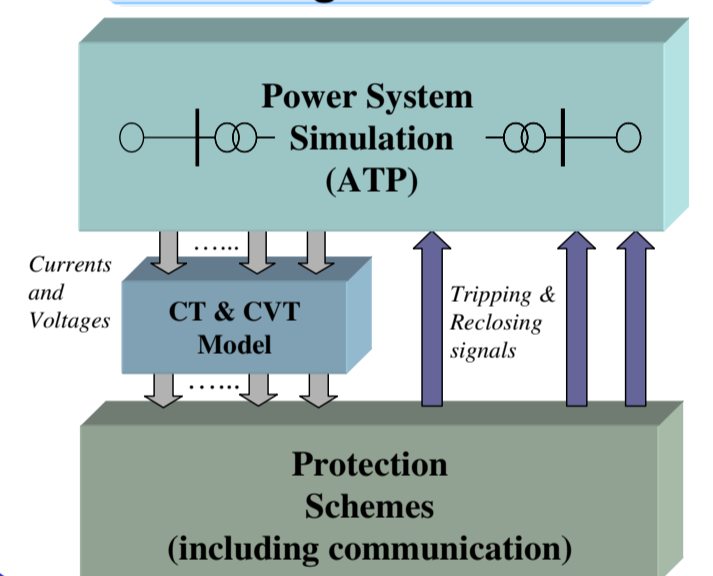 Power System
Simulation
(ATP)
......
Currents
and
Voltages
CT & CVT
Model
Tripping &
Reclosing
signals
......
Protection
Schemes
(including communication)